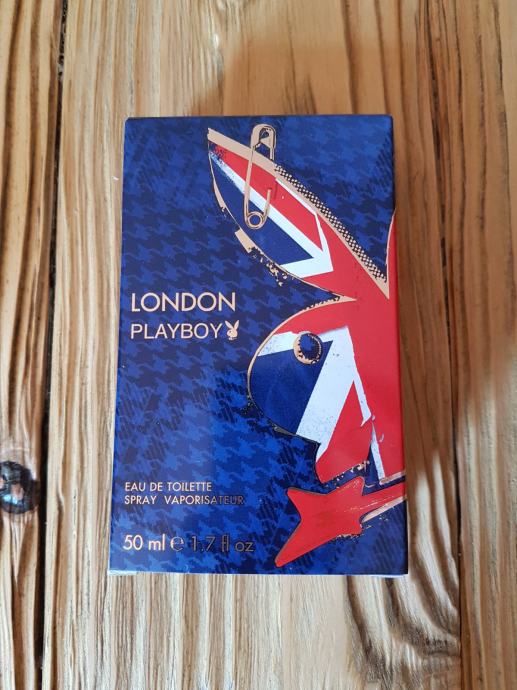 LONDON
PLAYBOY
EAU DE TOILETTE
SPRAY VAPORISATEUR
50 ml e 1.7 fl oz